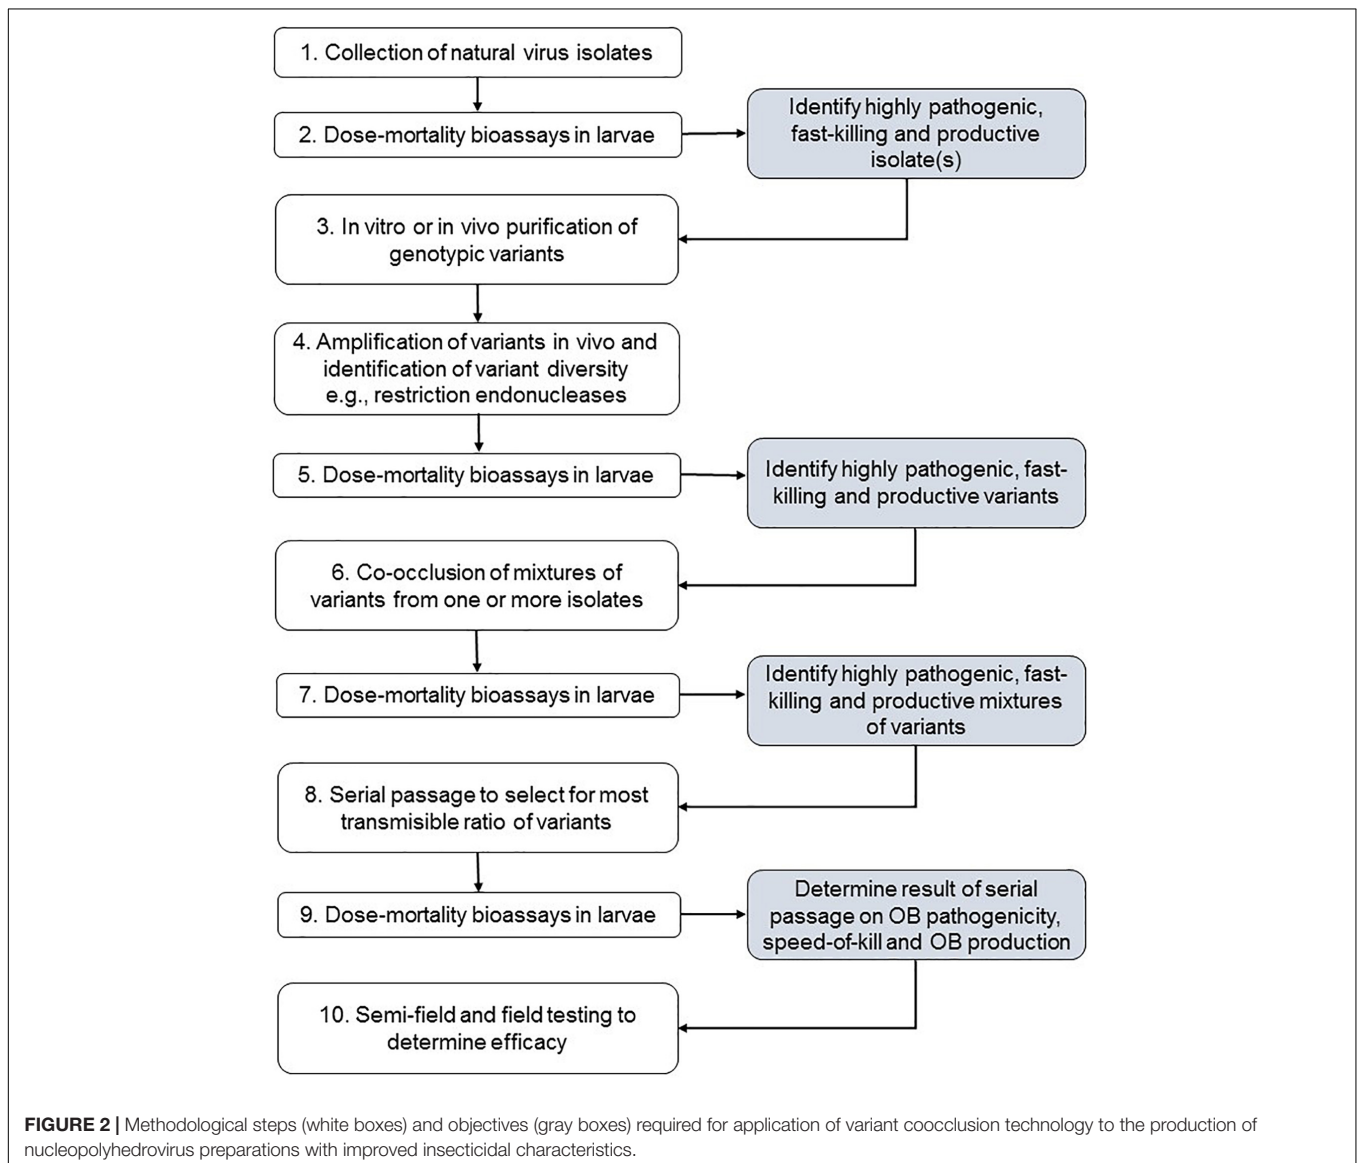 1. Collection of natural virus isolates
2. Dose-mortality bioassays in larvae
Identify highly pathogenic,
fast-killing and productive
isolate(s)
3. In vitro or in vivo purification of
genotypic variants
4. Amplification of variants in vivo and
identification of variant diversity
e.g., restriction endonucleases
5. Dose-mortality bioassays in larvae
Identify highly pathogenic, fast-
killing and productive variants
6. Co-occlusion of mixtures of
variants from one or more isolates
7. Dose-mortality bioassays in larvae
Identify highly pathogenic, fast-
killing and productive mixtures
of variants
8. Serial passage to select for most
transmisible ratio of variants
9. Dose-mortality bioassays in larvae
Determine result of serial
passage on OB pathogenicity,
speed-of-kill and OB production
10. Semi-field and field testing to
determine efficacy
FIGURE 2 | Methodological steps (white boxes) and objectives (gray boxes) required for application of variant coocclusion technology to the production of
nucleopolyhedrovirus preparations with improved insecticidal characteristics.